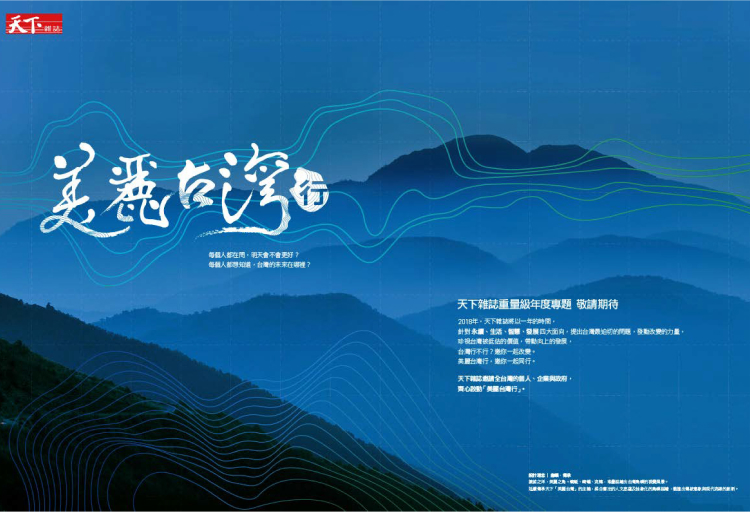 天下雜誌
美麗台灣行
每個人都在問,明天會不會更好?
每個人都想知道,台灣的未來在哪裡?
天下雜誌重量級年度專題 敬請期待
2018年,天下雜誌將以一年的時間,
針對永續、生活、智慧、發展四大面向,提出台灣最迫切的問題,發動改變的力量,
珍視台灣被低估的價值,帶動向上的發展,
台灣行不行?邀你一起改變。
美麗台灣行,邀你一起同行。
天下雜誌邀請全台灣的個人、企業與政府,
齊心啟動「美麗台灣行」。